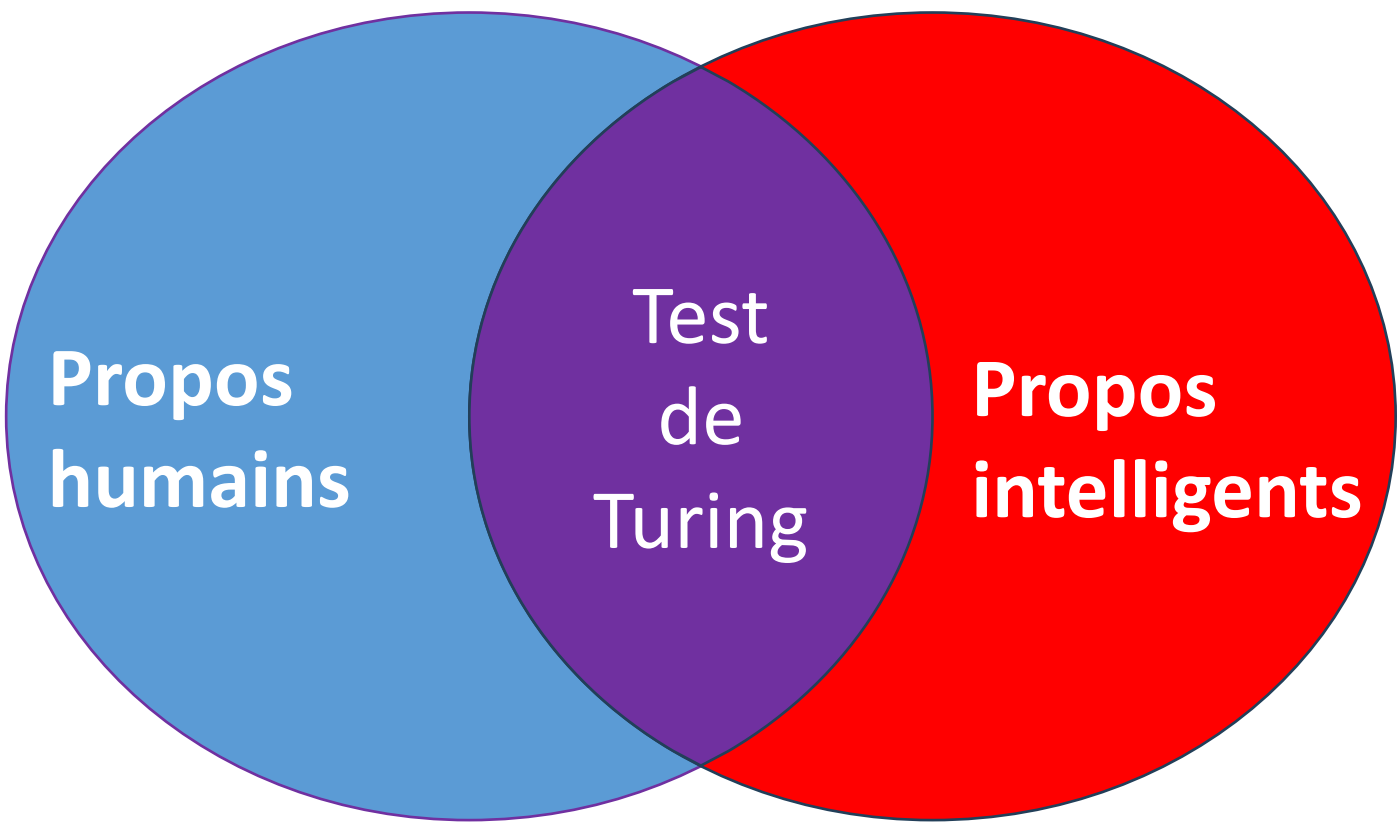 Propos
humains
Test
de
Turing
Propos
intelligents